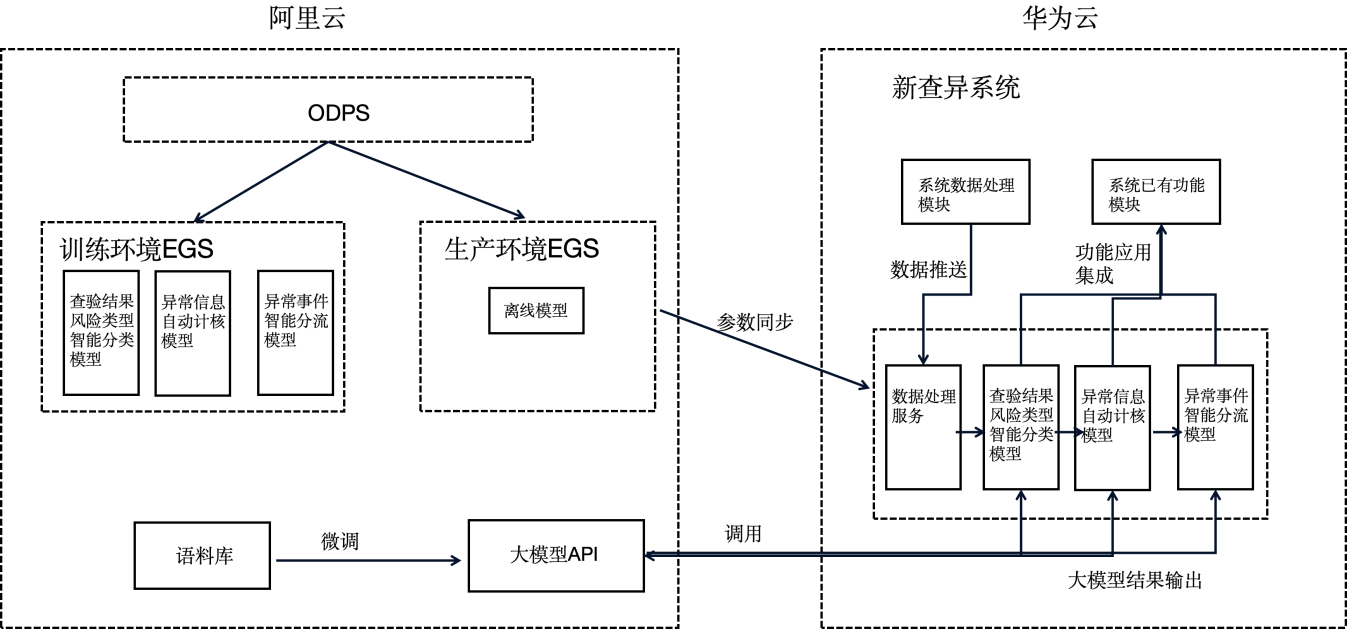 阿里云
华为云
ODPS
新查异系统
系统数据处理
模块
系统已有功能
模块
训练环境EGS
生产环境EGS
功能应用
集成
数据推送
查验结果
风险类型
智能分类
模型
异常信息
自动计核
模型
异常事件
智能分流
模型
离线模型
参数同步
数据处理
服务
查验结果
风险类型
智能分类
模型
异常信息
自动计核
模型
异常事件
智能分流
模型
语料库
微调
大模型API
调用
大模型结果输出